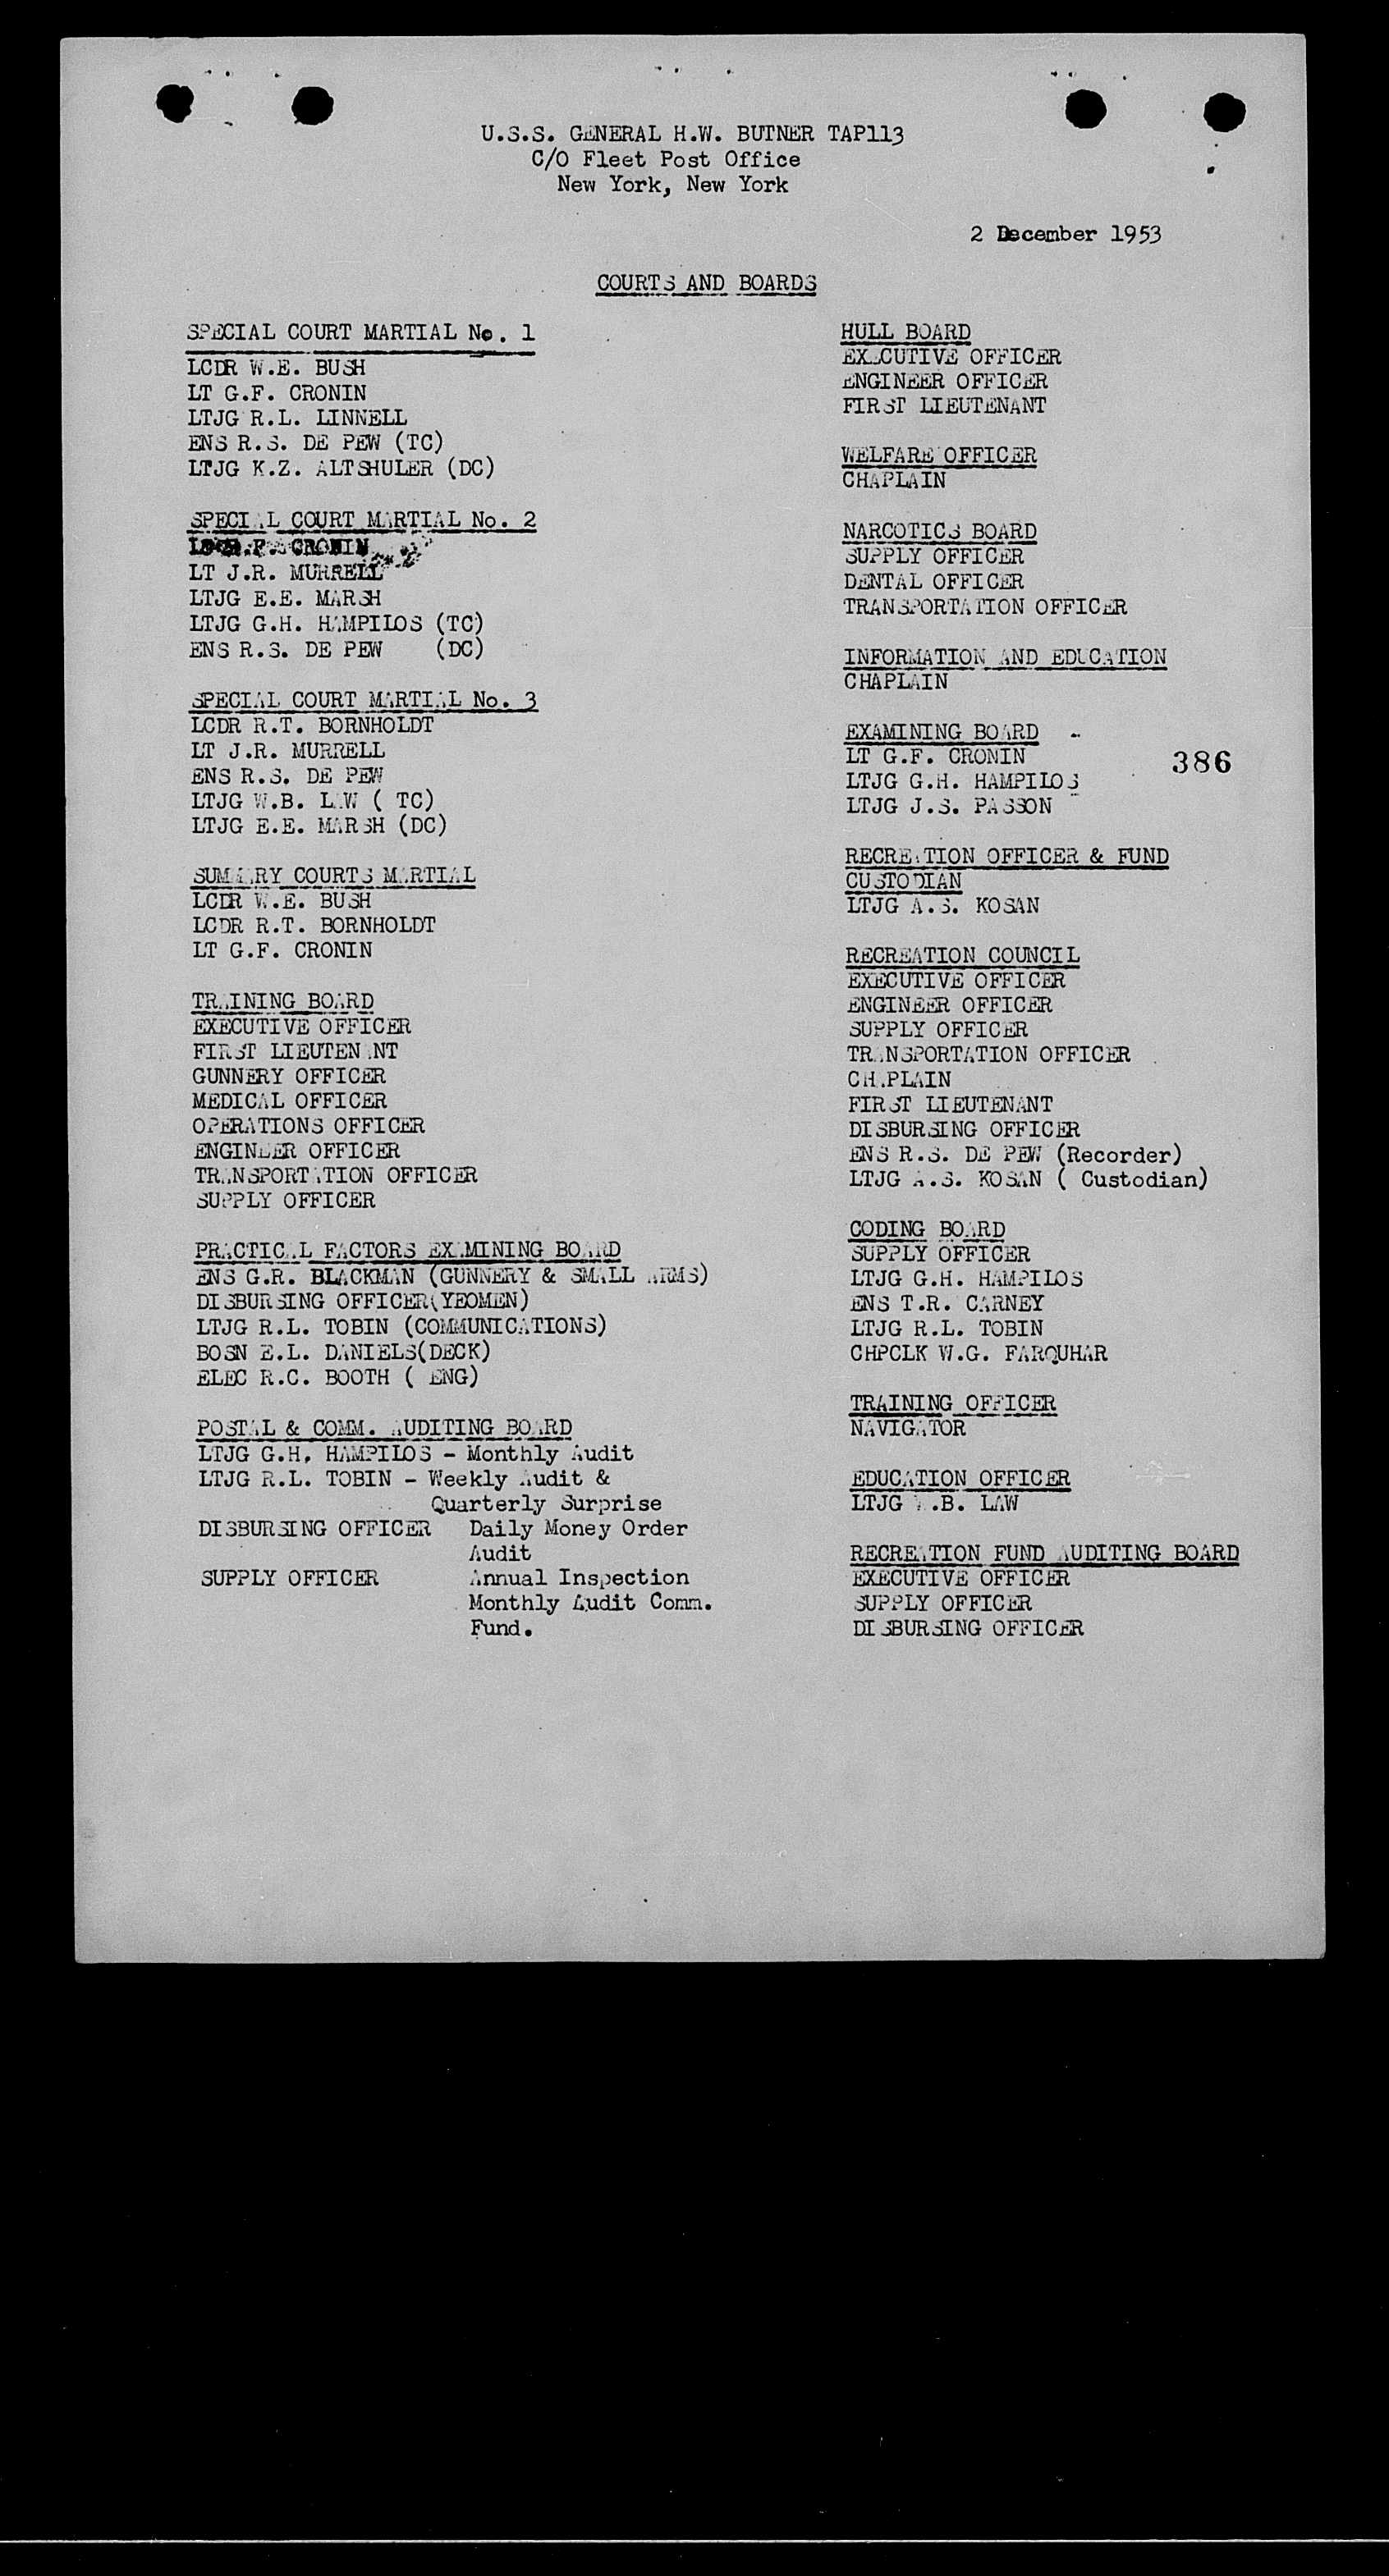 U.S.S. GENERAL H.W. BUTNER TAP113
C/O Fleet Post Office
New York, New York
2 December 1953
COURTS AND BOARDS
SPECIAL COURT MARTIAL No. 1
LCDR W.E. BUSH
LT G.F. CRONIN
LTJG R.L. LINNELL
ENS R.S. DE PEW (TC)
LTJG K.Z. ALTSHULER (DC)
SPECIAL COURT MARTIAL No. 2
CRONIN
LT J.R. MURRELL
LTJG E.E. MARSH
LTJG G.H. HAMPILOS (TC)
ENS R.S. DE PEW (DC)
SPECIAL COURT MARTIAL No. 3
LCDR R.T. BORNHOLDT
LT J.R. MURRELL
ENS R.S. DE PEW
LTJG W.B. LAW ( TC)
LTJG E.E. MARSH (DC)
SUMMARY COURTS MARTIAL
LCDR W.E. BUSH
LCDR R.T. BORNHOLDT
LT G.F. CRONIN
TRAINING BOARD
EXECUTIVE OFFICER
FIRST LIEUTENANT
GUNNERY OFFICER
MEDICAL OFFICER
OPERATIONS OFFICER
ENGINEER OFFICER
TRANSPORTATION OFFICER
SUPPLY OFFICER
PRACTICAL FACTORS EXAMINING BOARD
ENS G.R. BLACKMAN (GUNNERY & SMALL ARMS)
DISBURSING OFFICER(YEOMEN)
LTJG R.L. TOBIN (COMMUNICATIONS)
BOSN E.L. DANIELS(DECK)
ELEC R.C. BOOTH ( ENG)
POSTAL & COMM. AUDITING BOARD
LTJG G.H. HAMPILOS - Monthly Audit
LTJG R.L. TOBIN - Weekly Audit &
Quarterly Surprise
DISBURSING OFFICER Daily Money Order
Audit
SUPPLY OFFICER Annual Inspection
Monthly Audit Comm.
Fund.
HULL BOARD
EXECUTIVE OFFICER
ENGINEER OFFICER
FIRST LIEUTENANT
WELFARE OFFICER
CHAPLAIN
NARCOTICS BOARD
SUPPLY OFFICER
DENTAL OFFICER
TRANSPORTATION OFFICER
INFORMATION AND EDUCATION
CHAPLAIN
EXAMINING BOARD -
LT G.F. CRONIN
LTJG G.H. HAMPILOS
LTJG J.S. PASSON
386
RECREATION OFFICER & FUND
CUSTODIAN
LTJG A.S. KOSAN
RECREATION COUNCIL
EXECUTIVE OFFICER
ENGINEER OFFICER
SUPPLY OFFICER
TRANSPORTATION OFFICER
CHAPLAIN
FIRST LIEUTENANT
DISBURSING OFFICER
ENS R.S. DE PEW (Recorder)
LTJG A.S. KOSAN ( Custodian)
CODING BOARD
SUPPLY OFFICER
LTJG G.H. HAMPILOS
ENS T.R. CARNEY
LTJG R.L. TOBIN
CHPCLK W.G. FARQUHAR
TRAINING OFFICER
NAVIGATOR
EDUCATION OFFICER
LTJG W.B. LAW
RECREATION FUND AUDITING BOARD
EXECUTIVE OFFICER
SUPPLY OFFICER
DISBURSING OFFICER